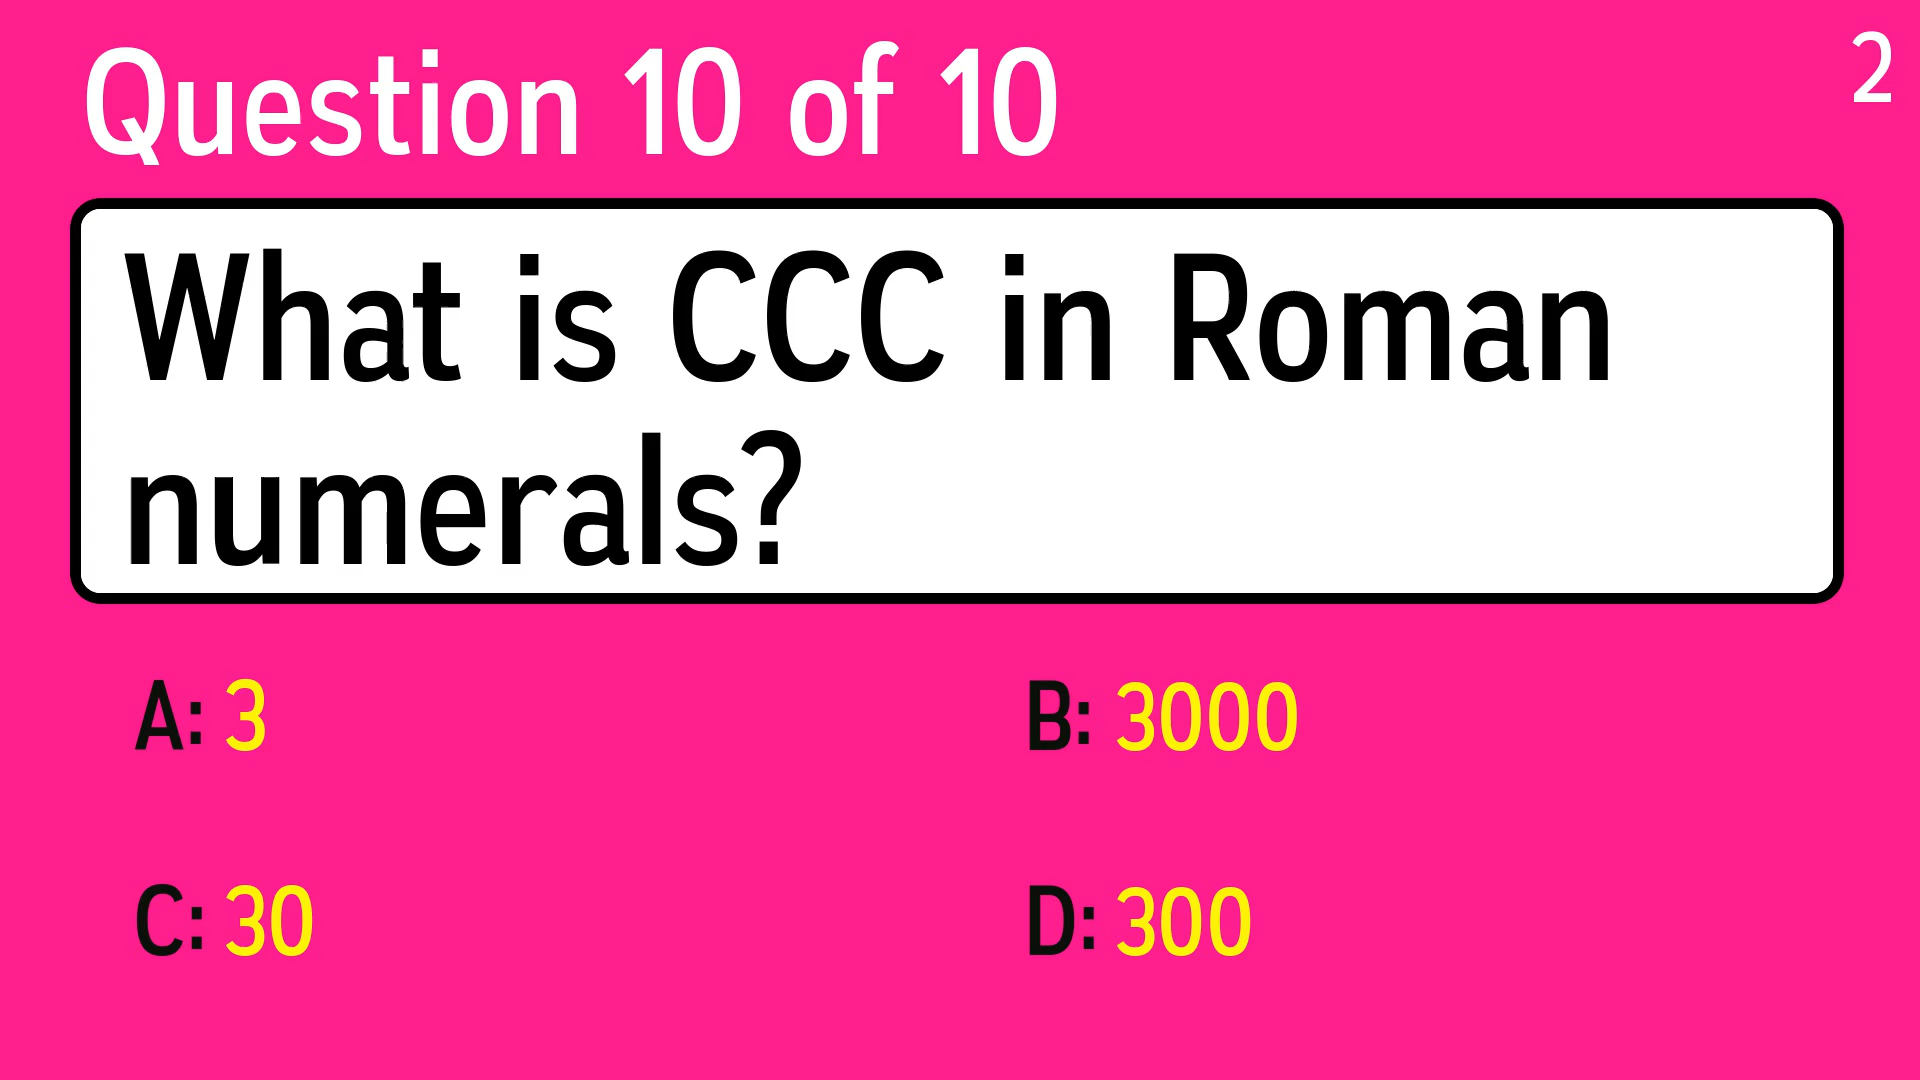 Question 10 of 10
2
What is CCC in Roman
numerals?
A: 3
B: 3000
C: 30
D: 300